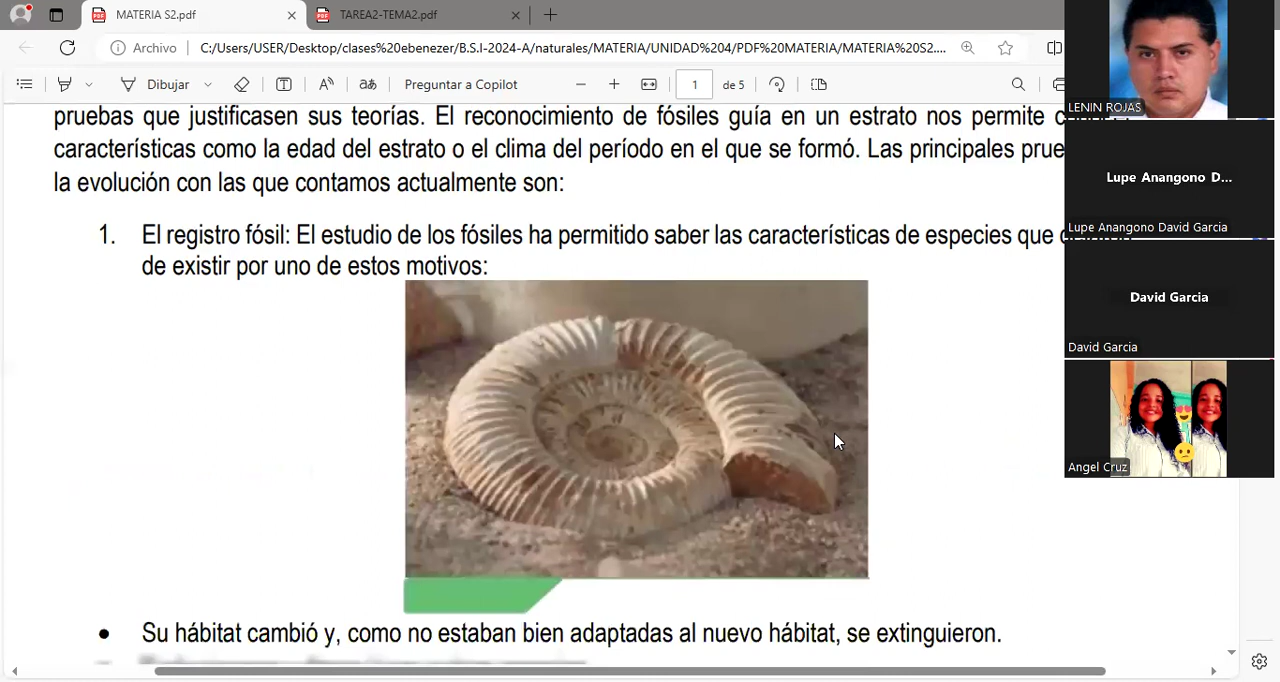 MATERIA S2.pdf
TAREA2-TEMA2.pdf
Archivo
C:/Users/USER/Desktop/clases%20ebenezer/B.S.I-2024-A/naturales/MATERIA/UNIDAD%204/PDF%20MATERIA/MATERIA%20S2....
Dibujar
Preguntar a Copilot
1
de 5
pruebas que justificasen sus teorías. El reconocimiento de fósiles guía en un estrato nos permite
características como la edad del estrato o el clima del período en el que se formó. Las principales prue
la evolución con las que contamos actualmente son:
1. El registro fósil: El estudio de los fósiles ha permitido saber las características de especies que
de existir por uno de estos motivos:
• Su hábitat cambió y, como no estaban bien adaptadas al nuevo hábitat, se extinguieron.
LENIN ROJAS
Lupe Anangono D...
Lupe Anangono David Garcia
David Garcia
David Garcia
Angel Cruz